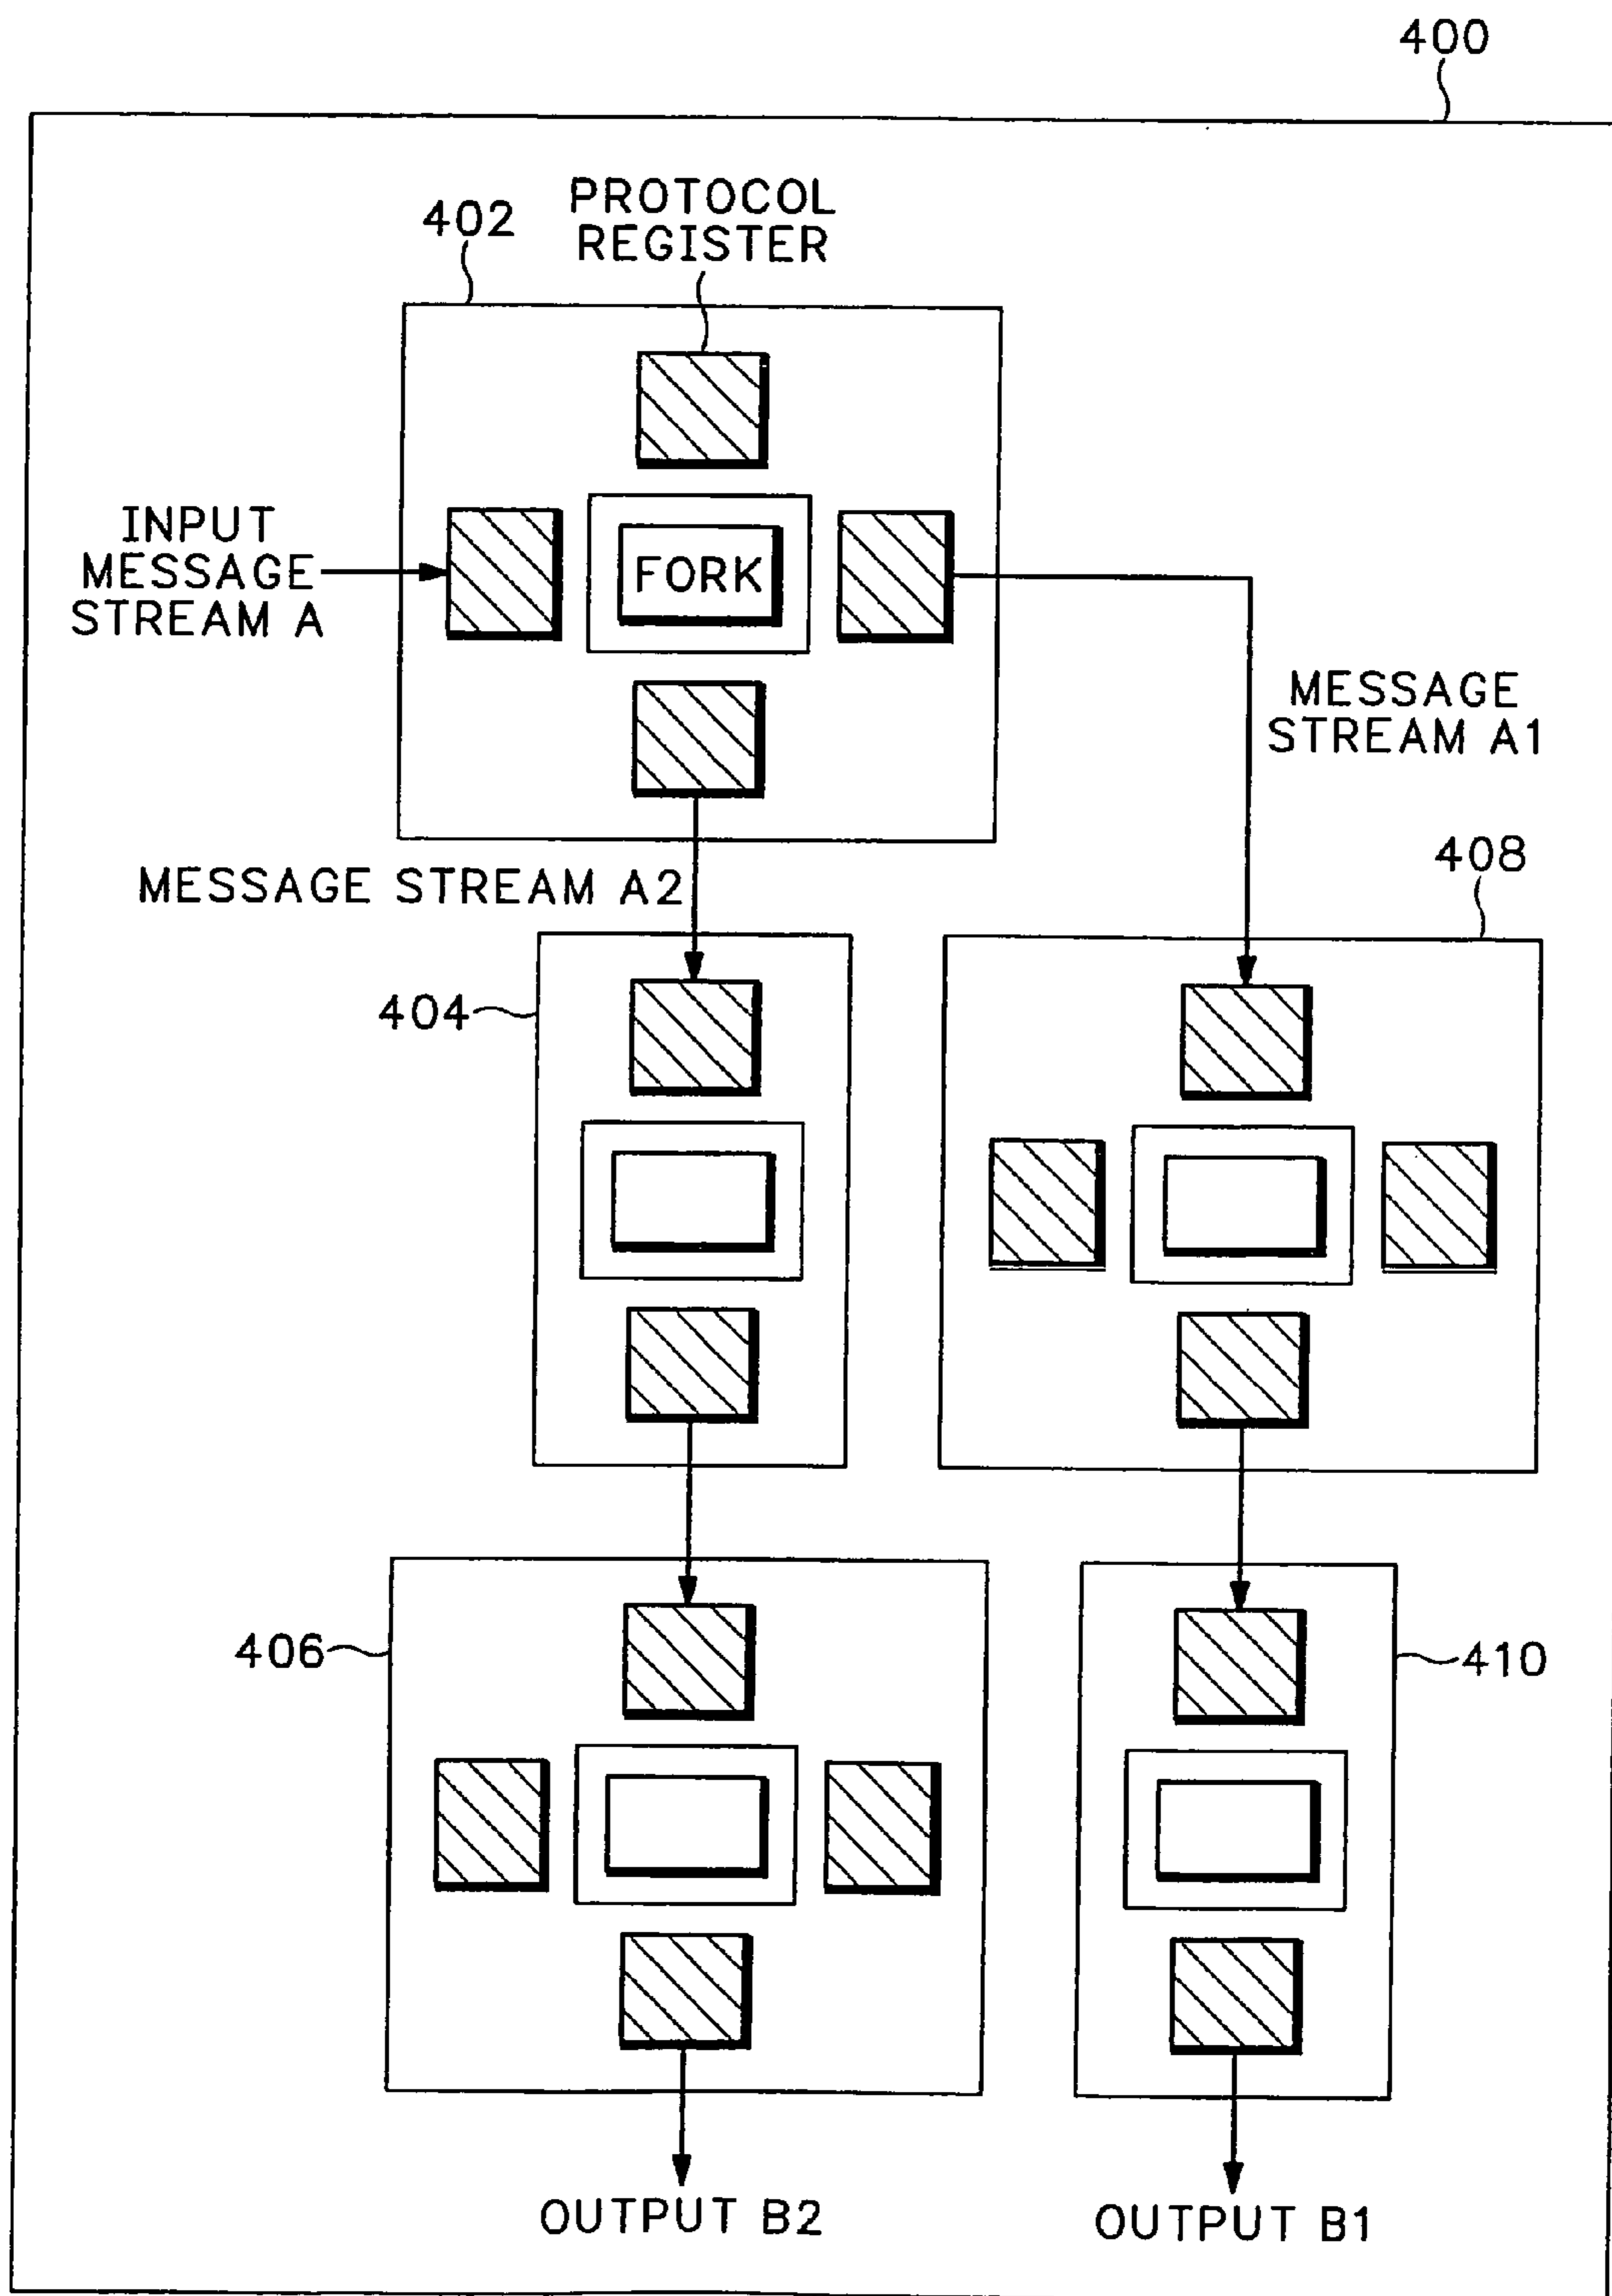 400
402
PROTOCOL
REGISTER
INPUT
MESSAGE
STREAM A
FORK
MESSAGE
STREAM A1
MESSAGE STREAM A2
408
404
406
410
OUTPUT B2
OUTPUT B1